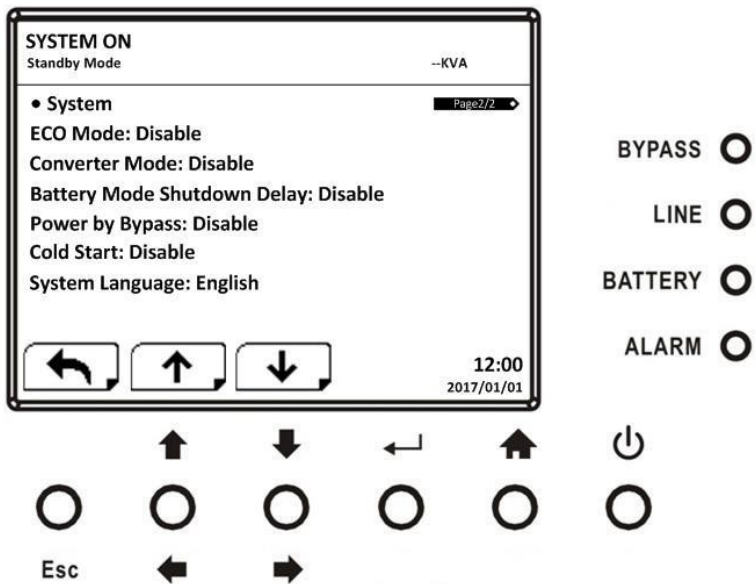 SYSTEM ON
Standby Mode --KVA
• System Page2/2
ECO Mode: Disable
Converter Mode: Disable
Battery Mode Shutdown Delay: Disable
Power by Bypass: Disable
Cold Start: Disable
System Language: English
12:00
2017/01/01
BYPASS
LINE
BATTERY
ALARM
Esc